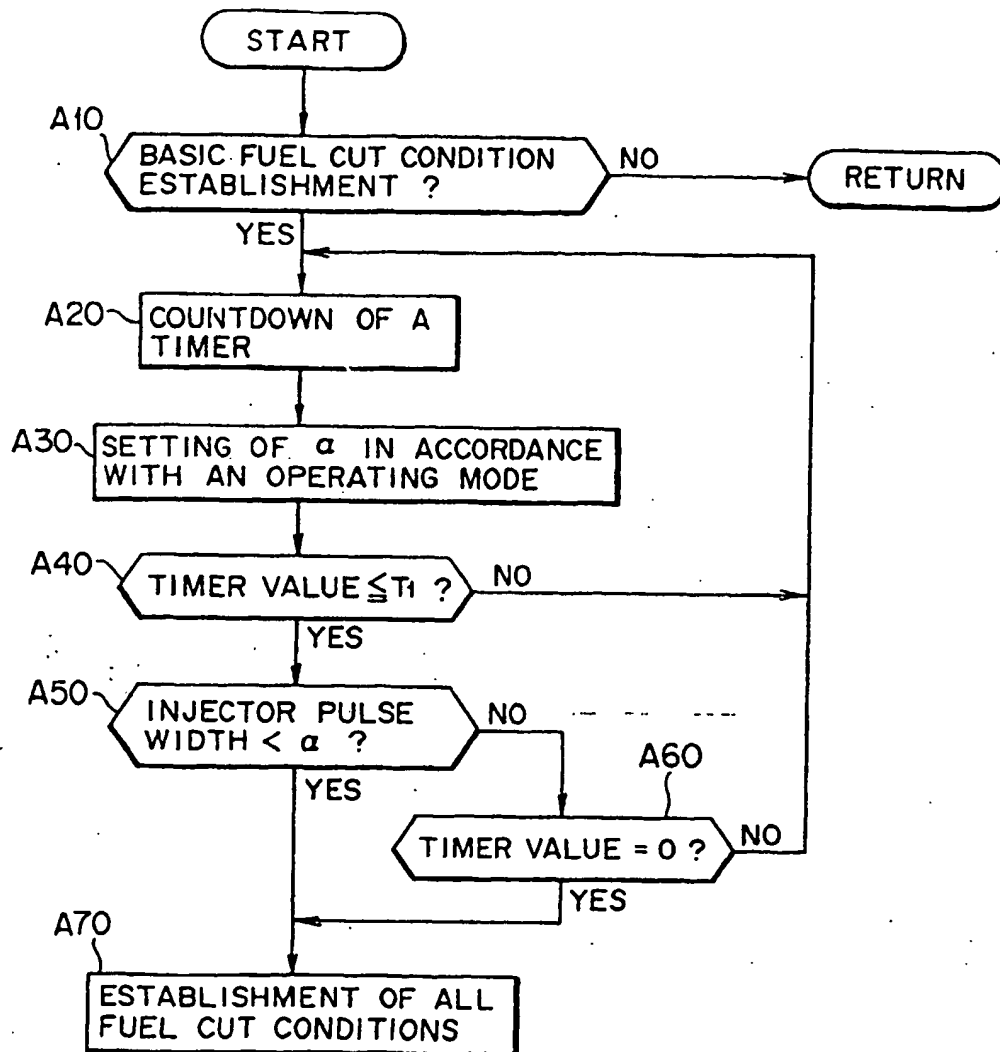 START
A10
BASIC FUEL CUT CONDITION
ESTABLISHMENT ?
NO
RETURN
YES
A20
COUNTDOWN OF A
TIMER
A30
SETTING OF α IN ACCORDANCE
WITH AN OPERATING MODE
A40
TIMER VALUE ≦ T1 ?
NO
YES
A50
INJECTOR PULSE
WIDTH < α ?
NO
YES
A60
TIMER VALUE = 0 ?
NO
YES
A70
ESTABLISHMENT OF ALL
FUEL CUT CONDITIONS